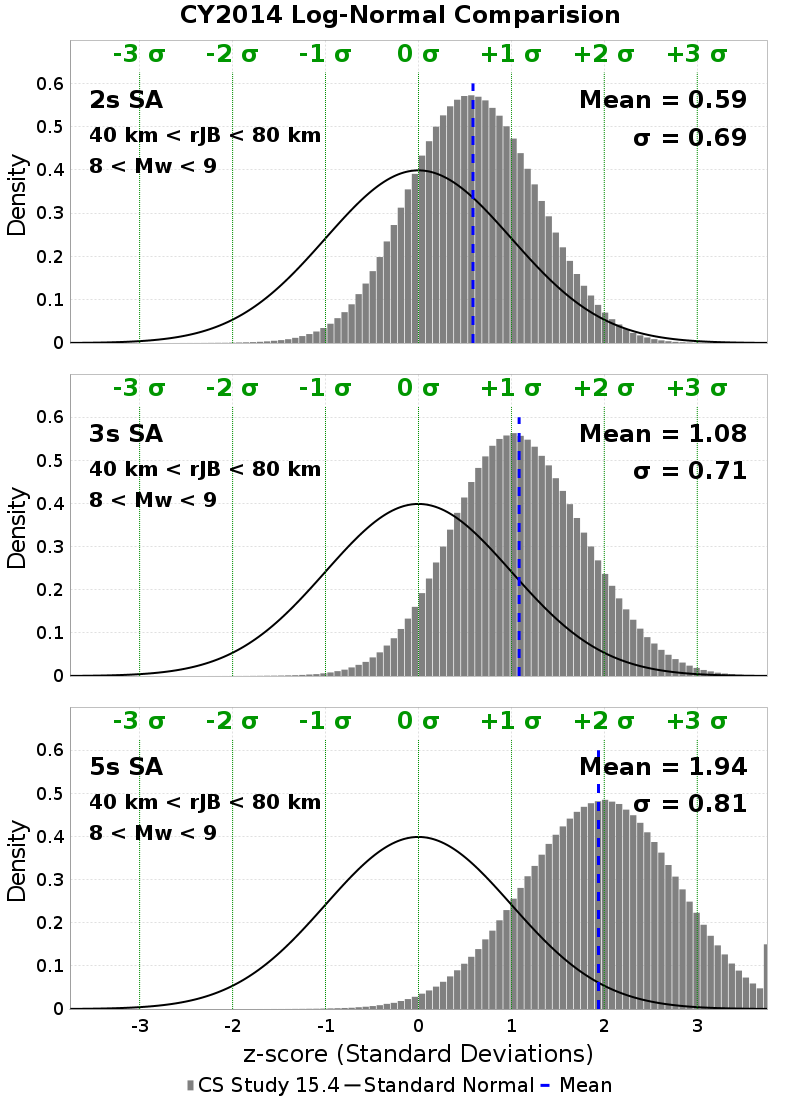 CY2014 Log-Normal Comparision
-3 σ -2 σ -1 σ 0 σ +1 σ +2 σ +3 σ
2s SA
Mean = 0.59
40 km < rJB < 80 km
σ = 0.69
8 < Mw < 9
Density
0.6
0.5
0.4
0.3
0.2
0.1
0
-3 σ -2 σ -1 σ 0 σ +1 σ +2 σ +3 σ
3s SA
Mean = 1.08
40 km < rJB < 80 km
σ = 0.71
8 < Mw < 9
Density
0.6
0.5
0.4
0.3
0.2
0.1
0
-3 σ -2 σ -1 σ 0 σ +1 σ +2 σ +3 σ
5s SA
Mean = 1.94
40 km < rJB < 80 km
σ = 0.81
8 < Mw < 9
Density
0.6
0.5
0.4
0.3
0.2
0.1
0
-3 -2 -1 0 1 2 3
z-score (Standard Deviations)
CS Study 15.4 Standard Normal Mean